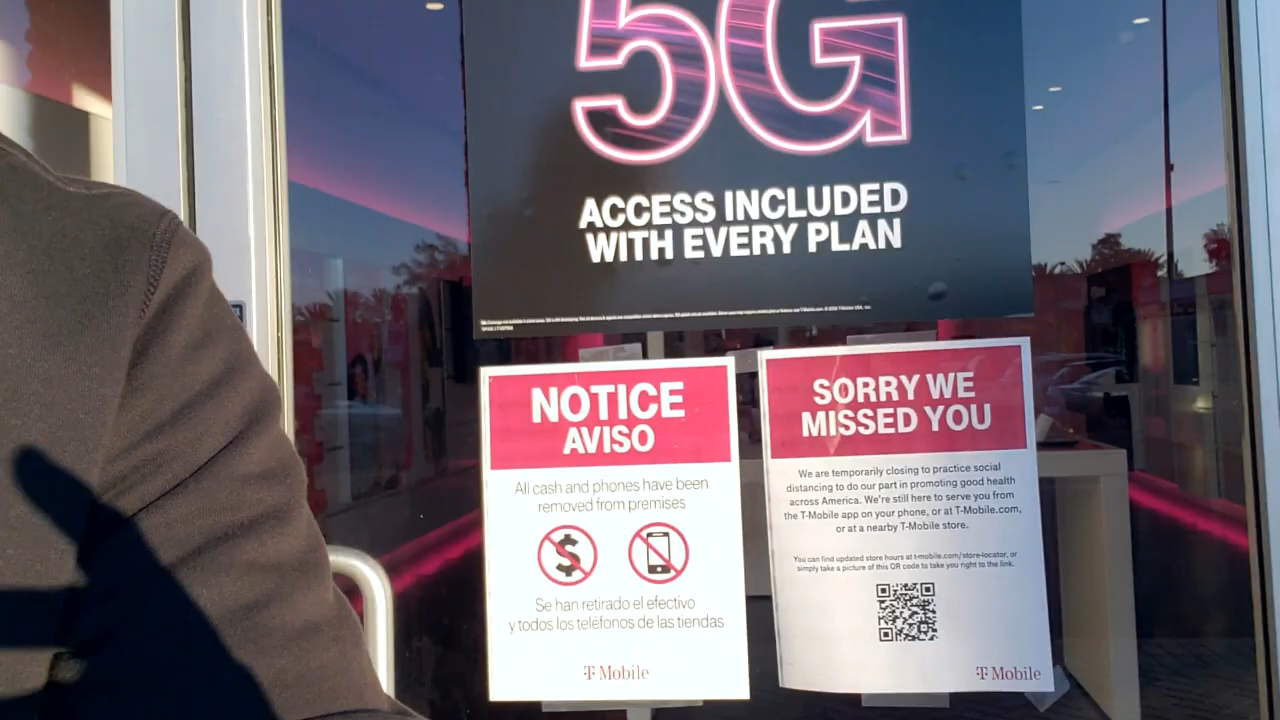 5G
ACCESS INCLUDED
WITH EVERY PLAN
NOTICE
AVISO
All cash and phones have been
removed from premises
Se han retirado el efectivo
y todos los teléfonos de las tiendas
T Mobile
SORRY WE
MISSED YOU
We are temporarily closing to practice social
distancing to do our part in promoting good health
across America. We're still here to serve you from
the T-Mobile app on your phone, or at T-Mobile.com,
or at a nearby T-Mobile store.
You can find updated store hours at t-mobile.com/store-locator, or
simply take a picture of this QR code to take you right to the link.
T Mobile